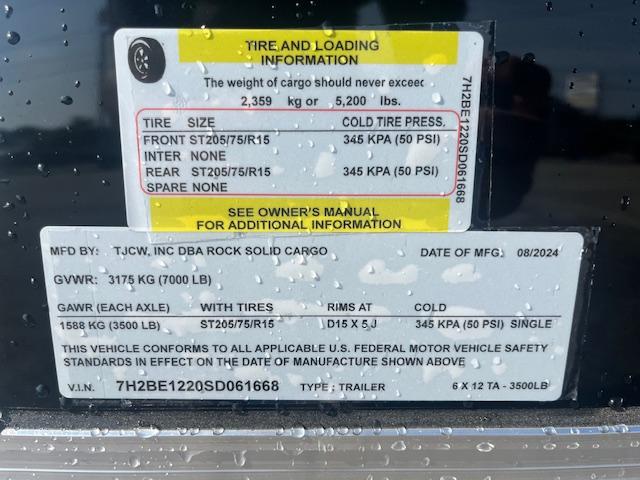 TIRE AND LOADING
INFORMATION
The weight of cargo should never exceed
2,359 kg or 5,200 lbs.
TIRE SIZE COLD TIRE PRESS.
FRONT ST205/75/R15 345 KPA (50 PSI)
INTER NONE
REAR ST205/75/R15 345 KPA (50 PSI)
SPARE NONE
SEE OWNER'S MANUAL
FOR ADDITIONAL INFORMATION
7H2BE1220SD061668
MFD BY: TJCW, INC DBA ROCK SOLID CARGO DATE OF MFG: 08/2024
GVWR: 3175 KG (7000 LB)
GAWR (EACH AXLE) WITH TIRES RIMS AT COLD
1588 KG (3500 LB) ST205/75/R15 D15 X 5 J 345 KPA (50 PSI) SINGLE
THIS VEHICLE CONFORMS TO ALL APPLICABLE U.S. FEDERAL MOTOR VEHICLE SAFETY
STANDARDS IN EFFECT ON THE DATE OF MANUFACTURE SHOWN ABOVE
V.I.N. 7H2BE1220SD061668 TYPE: TRAILER 6 X 12 TA - 3500LB